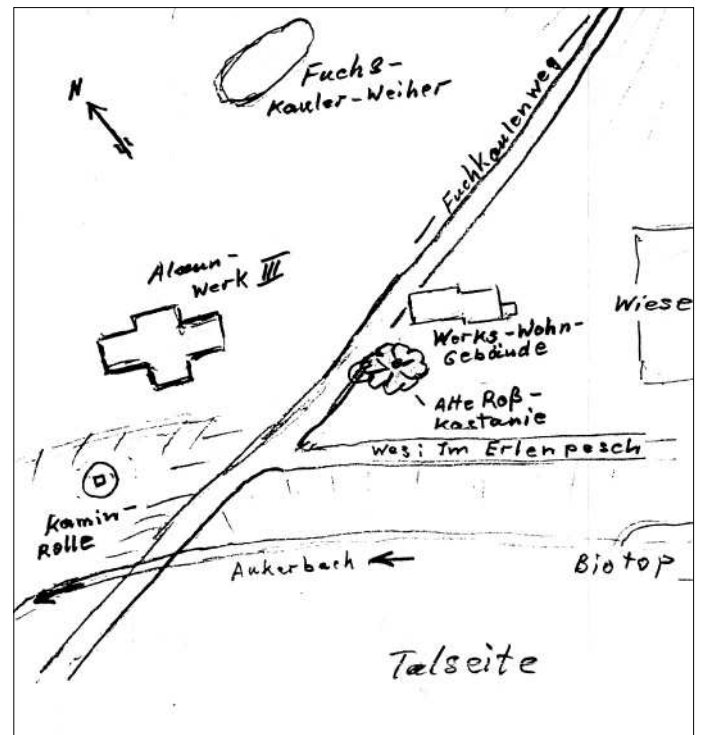 Fuchs-
Kauler-Weiher
N
Fuchkaulenweg
Alaun-
Werk III
Wiese
Werks-Wohn-
Gebäude
Alte Roß-
Kastanie
Weg: Im Erlenpesch
Kamin-
Rolle
Ankerbach
Biotop
Talseite